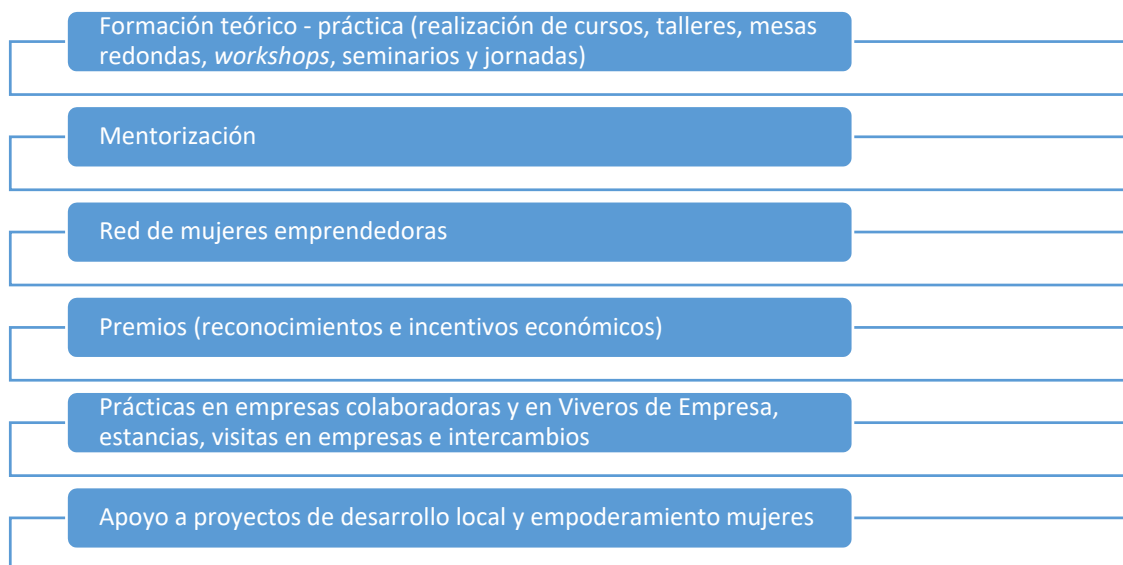 Formación teórico - práctica (realización de cursos, talleres, mesas
redondas, workshops, seminarios y jornadas)
Mentorización
Red de mujeres emprendedoras
Premios (reconocimientos e incentivos económicos)
Prácticas en empresas colaboradoras y en Viveros de Empresa,
estancias, visitas en empresas e intercambios
Apoyo a proyectos de desarrollo local y empoderamiento mujeres